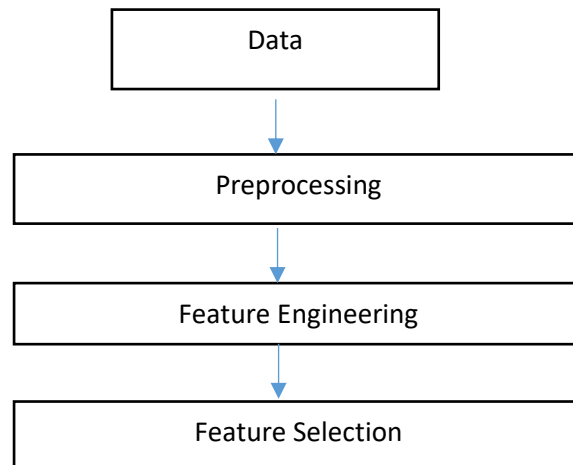 Data
Preprocessing
Feature Engineering
Feature Selection